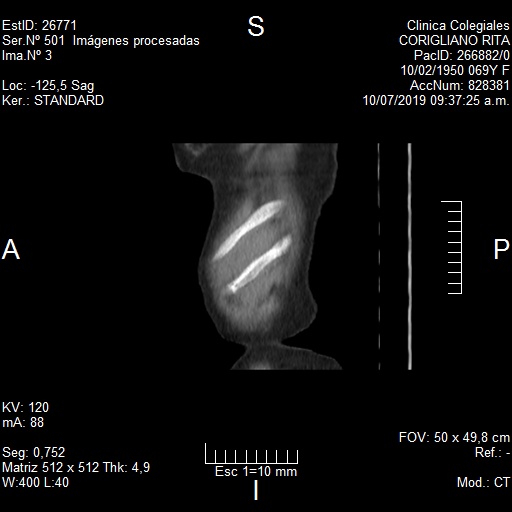 EstID: 26771
Ser.Nº 501 Imágenes procesadas
Ima.Nº 3
Loc: -125,5 Sag
Ker.: STANDARD
S
Clinica Colegiales
CORIGLIANO RITA
PacID: 266882/0
10/02/1950 069Y F
AccNum: 828381
10/07/2019 09:37:25 a.m.
A
P
KV: 120
mA: 88
Seg: 0,752
Matriz 512 x 512 Thk: 4,9
W:400 L:40
Esc 1=10 mm
I
FOV: 50 x 49,8 cm
Ref.: -
Mod.: CT